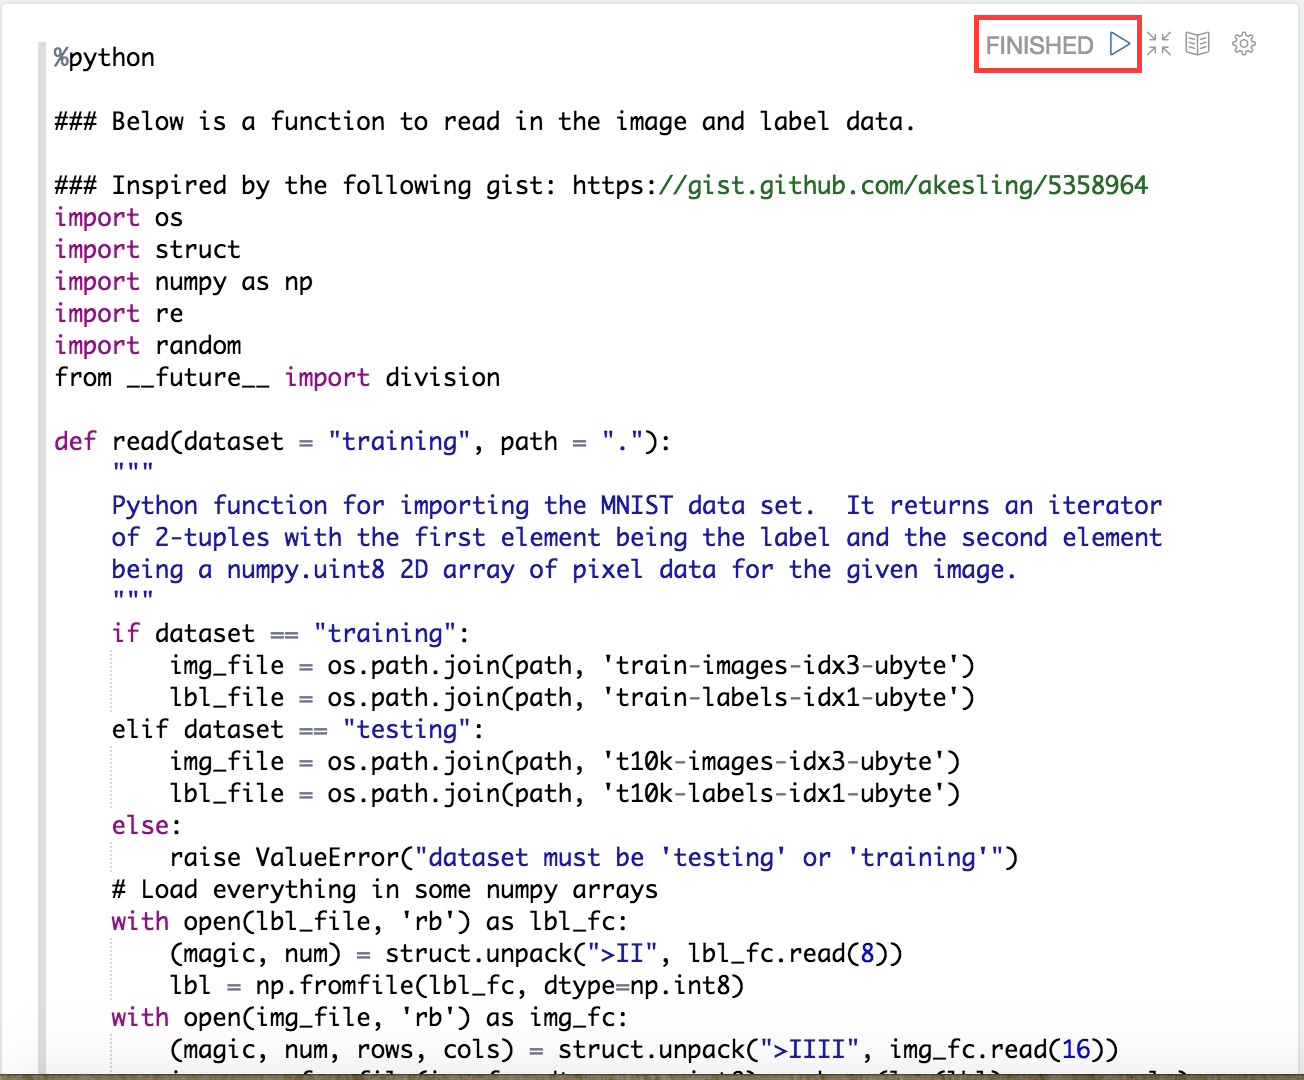 FINISHED
%python
### Below is a function to read in the image and label data.
### Inspired by the following gist: https://gist.github.com/akesling/5358964
import os
import struct
import numpy as np
import re
import random
from __future__ import division
def read(dataset = "training", path = "."):
    """
    Python function for importing the MNIST data set.  It returns an iterator
    of 2-tuples with the first element being the label and the second element
    being a numpy.uint8 2D array of pixel data for the given image.
    """
    if dataset == "training":
        img_file = os.path.join(path, 'train-images-idx3-ubyte')
        lbl_file = os.path.join(path, 'train-labels-idx1-ubyte')
    elif dataset == "testing":
        img_file = os.path.join(path, 't10k-images-idx3-ubyte')
        lbl_file = os.path.join(path, 't10k-labels-idx1-ubyte')
    else:
        raise ValueError("dataset must be 'testing' or 'training'")
    # Load everything in some numpy arrays
    with open(lbl_file, 'rb') as lbl_fc:
        (magic, num) = struct.unpack(">II", lbl_fc.read(8))
        lbl = np.fromfile(lbl_fc, dtype=np.int8)
    with open(img_file, 'rb') as img_fc:
        (magic, num, rows, cols) = struct.unpack(">IIII", img_fc.read(16))